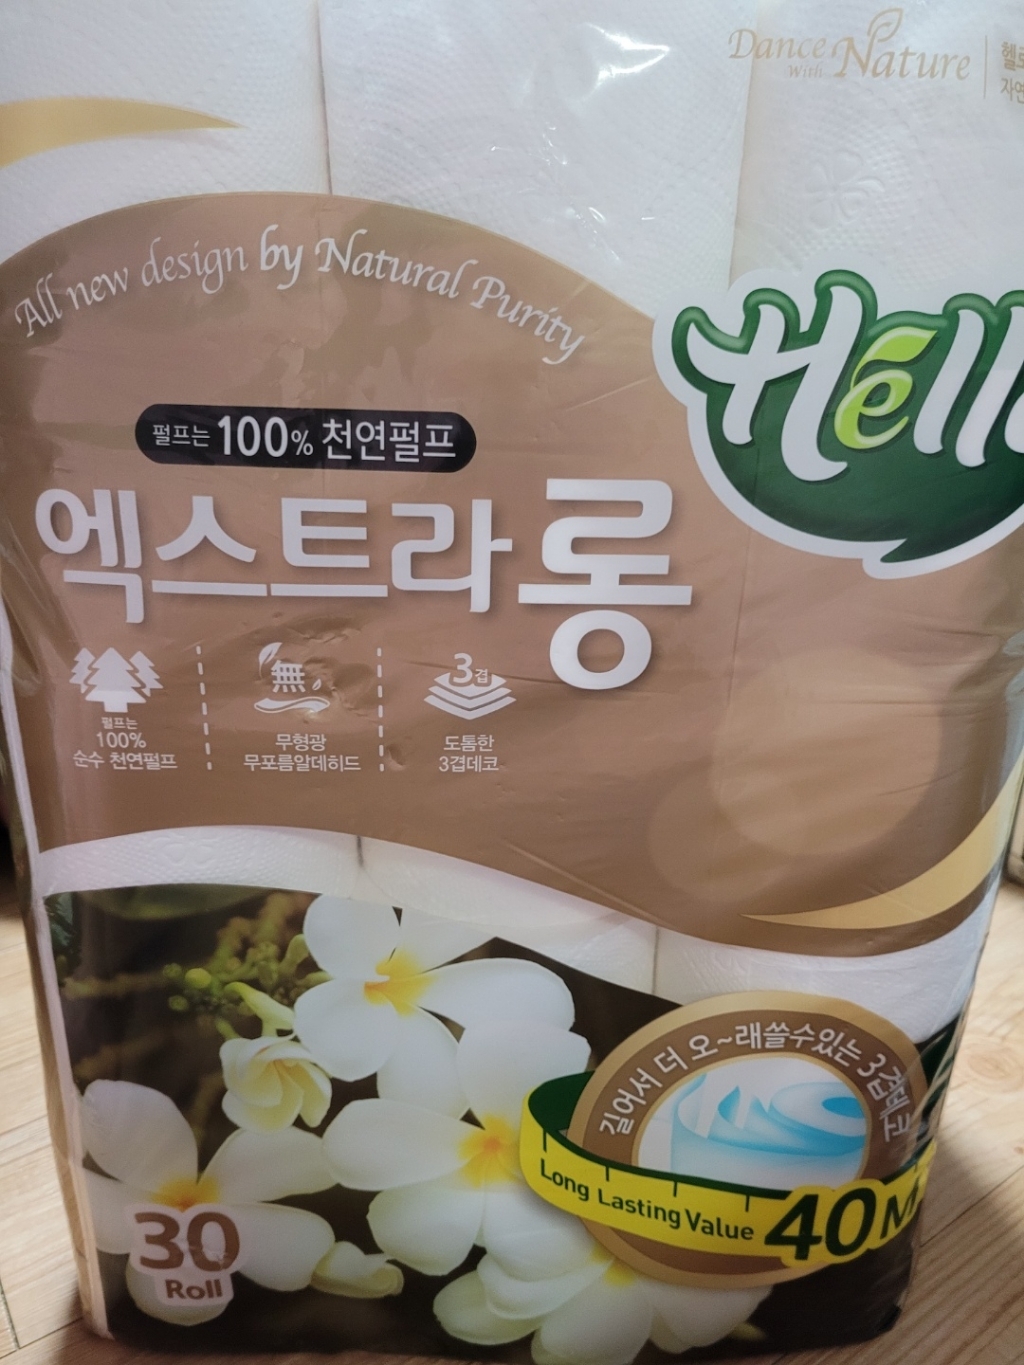 Dance With Nature
자연
All new design by Natural Purity
펄프는 100% 천연펄프
엑스트라롱
펄프는
100%
순수 천연펄프
無
무형광
무포름알데히드
3겹
도톰한
3겹데코
길어서 더 오~래쓸수있는 3겹데코
Long Lasting Value 40M
30
Roll